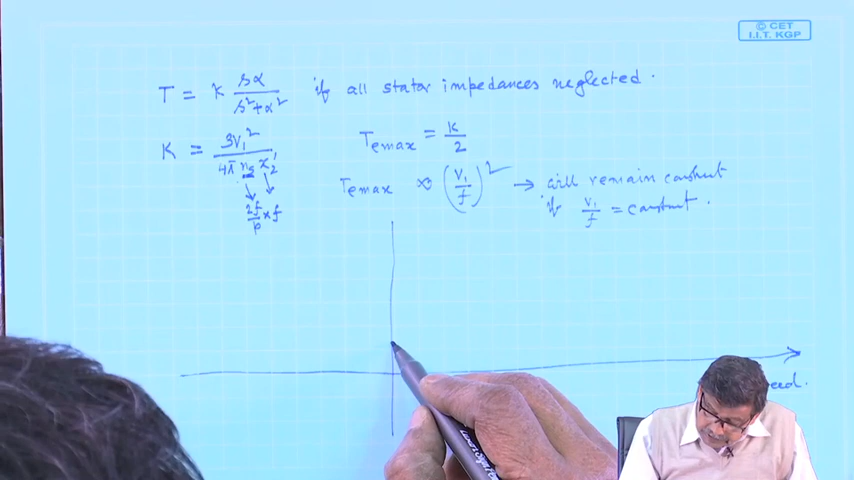 © CET
I.I.T. KGP
T = K sα / s² + α² if all stator impedances neglected.
K = 3V₁² / 4π nₛ x₂'
Tₑₘₐₓ = K / 2
2f / p × f
Tₑₘₐₓ ∝ (V₁ / f)² → will remain constant
if V₁ / f = constant.